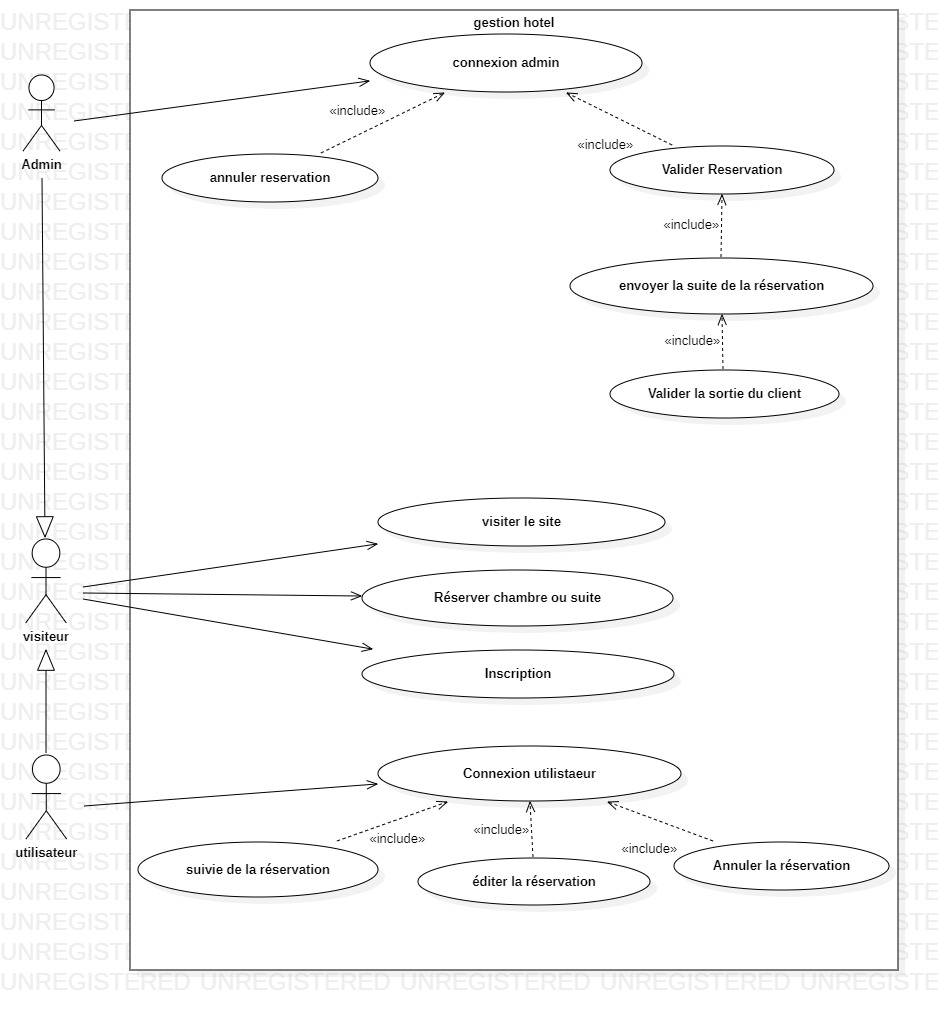 gestion hotel
connexion admin
«include»
Admin
«include»
annuler reservation
Valider Reservation
«include»
envoyer la suite de la réservation
«include»
Valider la sortie du client
visiter le site
Réserver chambre ou suite
visiteur
Inscription
Connexion utilistaeur
«include»
«include»
«include»
utilisateur
suivie de la réservation
éditer la réservation
Annuler la réservation
UNREGISTERED UNREGISTERED UNREGISTERED UNREGISTERED UNREGISTE